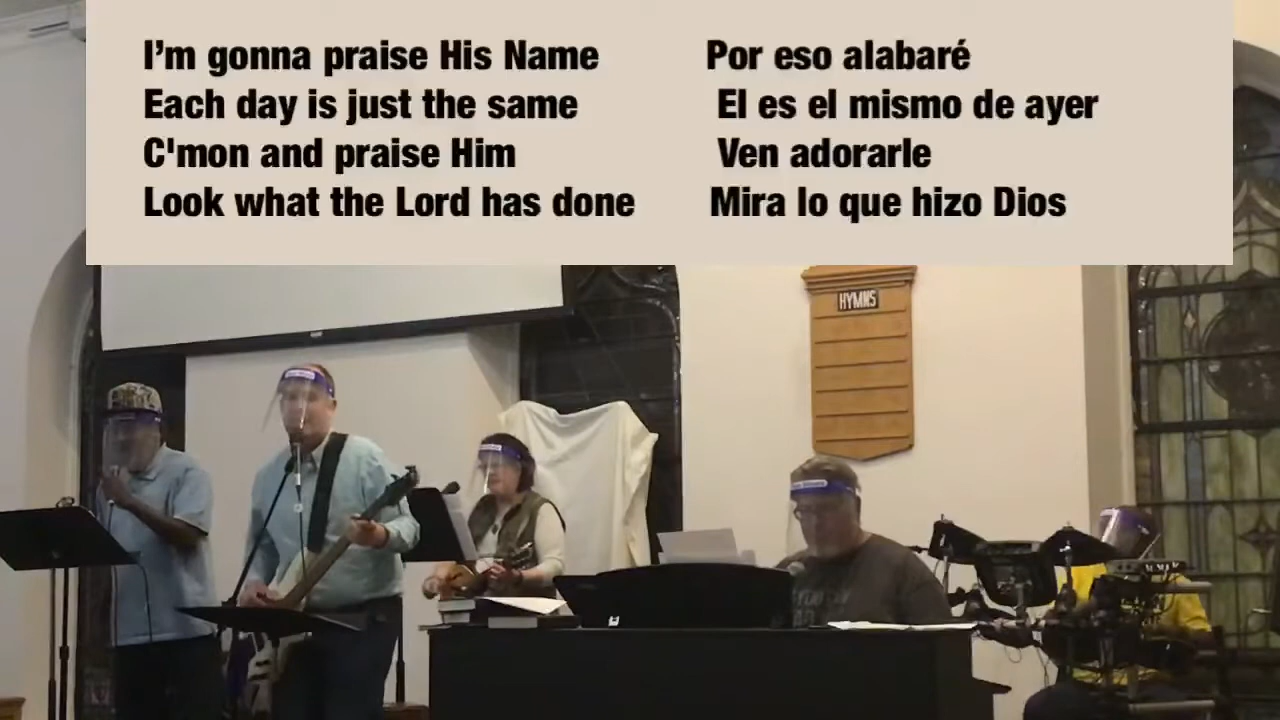 I'm gonna praise His Name
Each day is just the same
C'mon and praise Him
Look what the Lord has done
Por eso alabaré
El es el mismo de ayer
Ven adorarle
Mira lo que hizo Dios
HYMNS